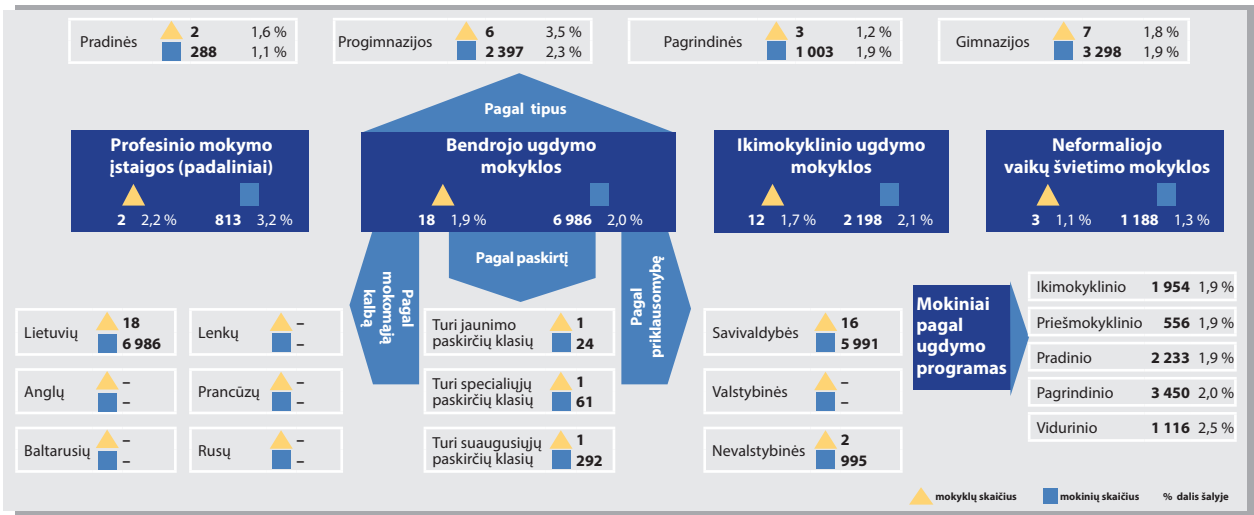 Pradinės
2 1,6 %
288 1,1 %
Progimnazijos
6 3,5 %
2 397 2,3 %
Pagrindinės
3 1,2 %
1 003 1,9 %
Gimnazijos
7 1,8 %
3 298 1,9 %
Pagal tipus
Profesinio mokymo
įstaigos (padaliniai)
2 2,2 % 813 3,2 %
Bendrojo ugdymo
mokyklos
18 1,9 % 6 986 2,0 %
Ikimokyklinio ugdymo
mokyklos
12 1,7 % 2 198 2,1 %
Neformaliojo
vaikų švietimo mokyklos
3 1,1 % 1 188 1,3 %
Pagal
mokomąją
kalbą
Pagal paskirtį
Pagal
priklausomybę
Lietuvių
18
6 986
Lenkų
–
–
Anglų
–
–
Prancūzų
–
–
Baltarusių
–
–
Rusų
–
–
Turi jaunimo
paskirčių klasių
1
24
Turi specialiųjų
paskirčių klasių
1
61
Turi suaugusiųjų
paskirčių klasių
1
292
Savivaldybės
16
5 991
Valstybinės
–
–
Nevalstybinės
2
995
Mokiniai
pagal
ugdymo
programas
Ikimokyklinio 1 954 1,9 %
Priešmokyklinio 556 1,9 %
Pradinio 2 233 1,9 %
Pagrindinio 3 450 2,0 %
Vidurinio 1 116 2,5 %
mokyklų skaičius mokinių skaičius % dalis šalyje